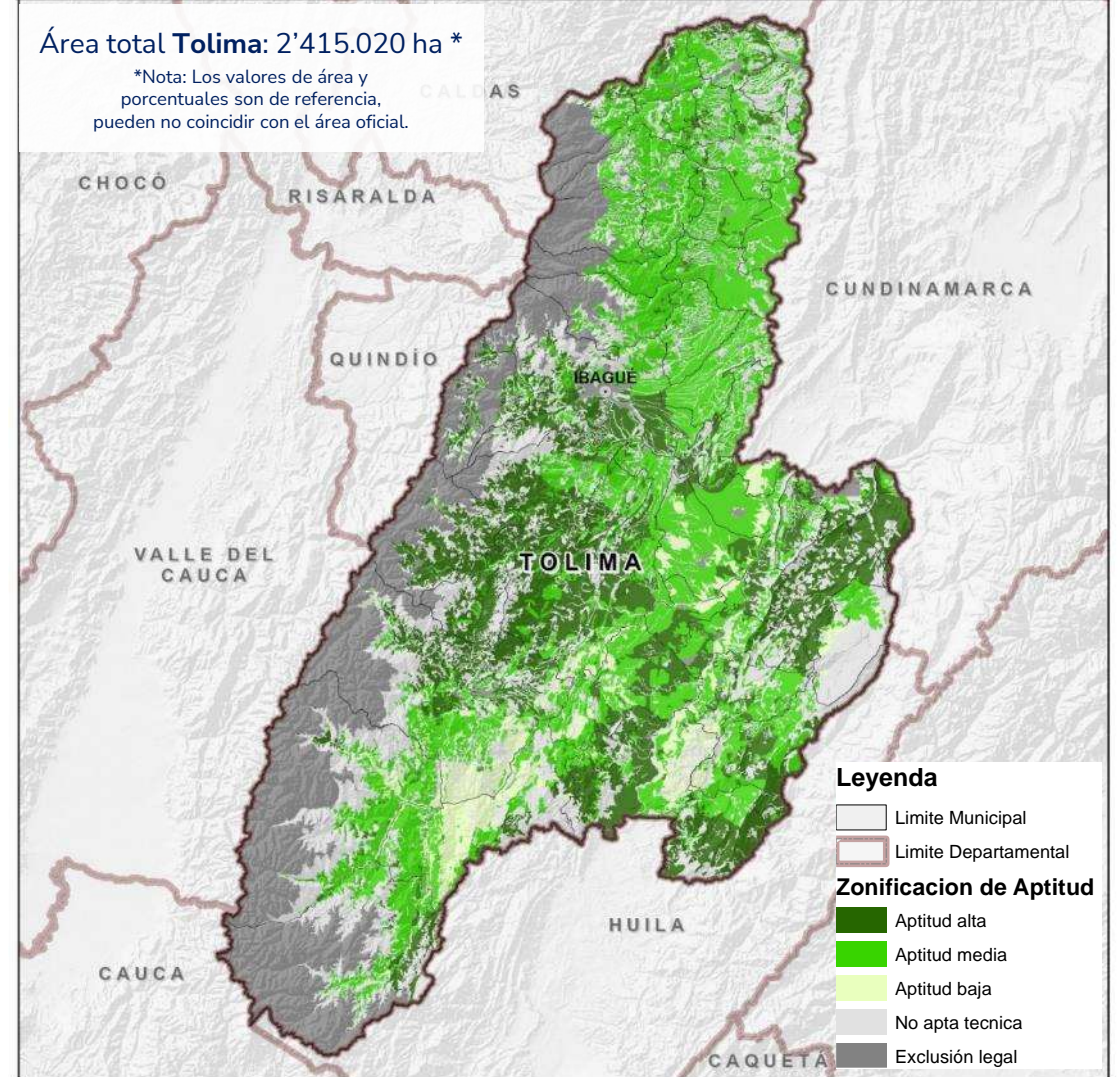 Área total Tolima: 2'415.020 ha *
*Nota: Los valores de área y
porcentuales son de referencia,
pueden no coincidir con el área oficial.
CALDAS
CHOCÓ
RISARALDA
CUNDINAMARCA
QUINDÍO
IBAGUÉ
VALLE DEL
CAUCA
TOLIMA
HUILA
CAUCA
CAQUETÁ
Leyenda
Limite Municipal
Limite Departamental
Zonificacion de Aptitud
Aptitud alta
Aptitud media
Aptitud baja
No apta tecnica
Exclusión legal